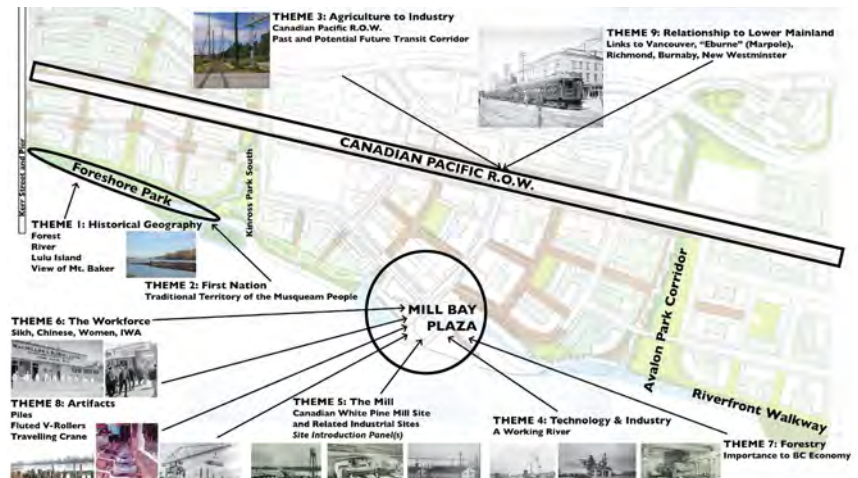 THEME 3: Agriculture to Industry
Canadian Pacific R.O.W.
Past and Potential Future Transit Corridor
THEME 9: Relationship to Lower Mainland
Links to Vancouver, "Eburne" (Marpole),
Richmond, Burnaby, New Westminster
CANADIAN PACIFIC R.O.W.
Kerr Street and Pier
Foreshore Park
Kinross Park South
THEME 1: Historical Geography
Forest
River
Lulu Island
View of Mt. Baker
THEME 2: First Nation
Traditional Territory of the Musqueam People
MILL BAY
PLAZA
Avalon Park Corridor
Riverfront Walkway
THEME 6: The Workforce
Sikh, Chinese, Women, IWA
THEME 8: Artifacts
Piles
Fluted V-Rollers
Travelling Crane
THEME 5: The Mill
Canadian White Pine Mill Site
and Related Industrial Sites
Site Introduction Panel(s)
THEME 4: Technology & Industry
A Working River
THEME 7: Forestry
Importance to BC Economy